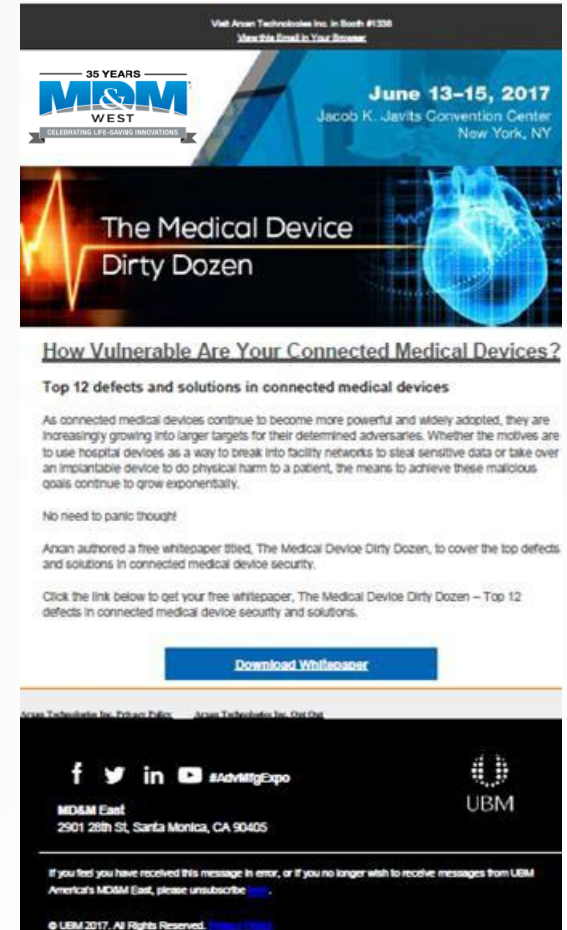 Visit Arxan Technologies Inc. in Booth #1338
View this Email in Your Browser
35 YEARS
MD&M
WEST
CELEBRATING LIFE-SAVING INNOVATIONS
June 13–15, 2017
Jacob K. Javits Convention Center
New York, NY
The Medical Device
Dirty Dozen
How Vulnerable Are Your Connected Medical Devices?
Top 12 defects and solutions in connected medical devices
As connected medical devices continue to become more powerful and widely adopted, they are
increasingly growing into larger targets for their determined adversaries. Whether the motives are
to use hospital devices as a way to break into facility networks to steal sensitive data or take over
an implantable device to do physical harm to a patient, the means to achieve these malicious
goals continue to grow exponentially.
No need to panic though!
Arxan authored a free whitepaper titled, The Medical Device Dirty Dozen, to cover the top defects
and solutions in connected medical device security.
Click the link below to get your free whitepaper, The Medical Device Dirty Dozen – Top 12
defects in connected medical device security and solutions.
Download Whitepaper
Arxan Technologies Inc. Privacy Policy Arxan Technologies Inc. Opt Out
#AdvMfgExpo
UBM
MD&M East
2901 28th St, Santa Monica, CA 90405
If you feel you have received this message in error, or if you no longer wish to receive messages from UBM
America's MD&M East, please unsubscribe here.
© UBM 2017. All Rights Reserved. Privacy Policy